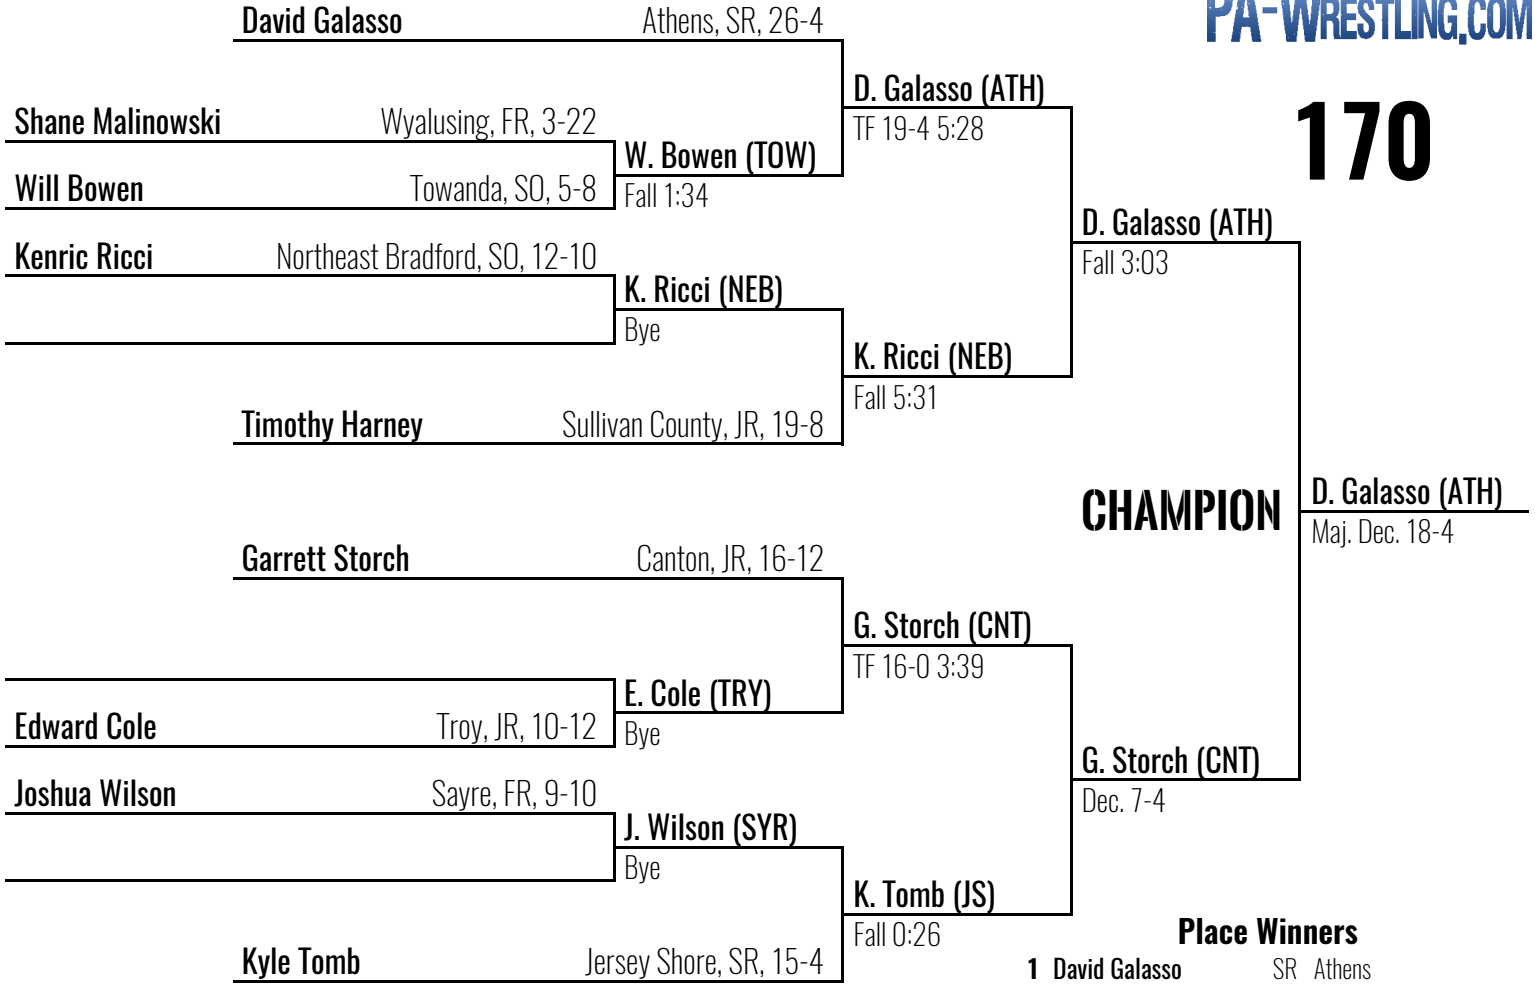 PA-WRESTLING.COM
170
David Galasso Athens, SR, 26-4
D. Galasso (ATH)
TF 19-4 5:28
Shane Malinowski Wyalusing, FR, 3-22
W. Bowen (TOW)
Fall 1:34
Will Bowen Towanda, SO, 5-8
D. Galasso (ATH)
Fall 3:03
Kenric Ricci Northeast Bradford, SO, 12-10
K. Ricci (NEB)
Bye
K. Ricci (NEB)
Fall 5:31
Timothy Harney Sullivan County, JR, 19-8
CHAMPION
D. Galasso (ATH)
Maj. Dec. 18-4
Garrett Storch Canton, JR, 16-12
G. Storch (CNT)
TF 16-0 3:39
E. Cole (TRY)
Bye
Edward Cole Troy, JR, 10-12
G. Storch (CNT)
Dec. 7-4
Joshua Wilson Sayre, FR, 9-10
J. Wilson (SYR)
Bye
K. Tomb (JS)
Fall 0:26
Kyle Tomb Jersey Shore, SR, 15-4
Place Winners
1 David Galasso SR Athens